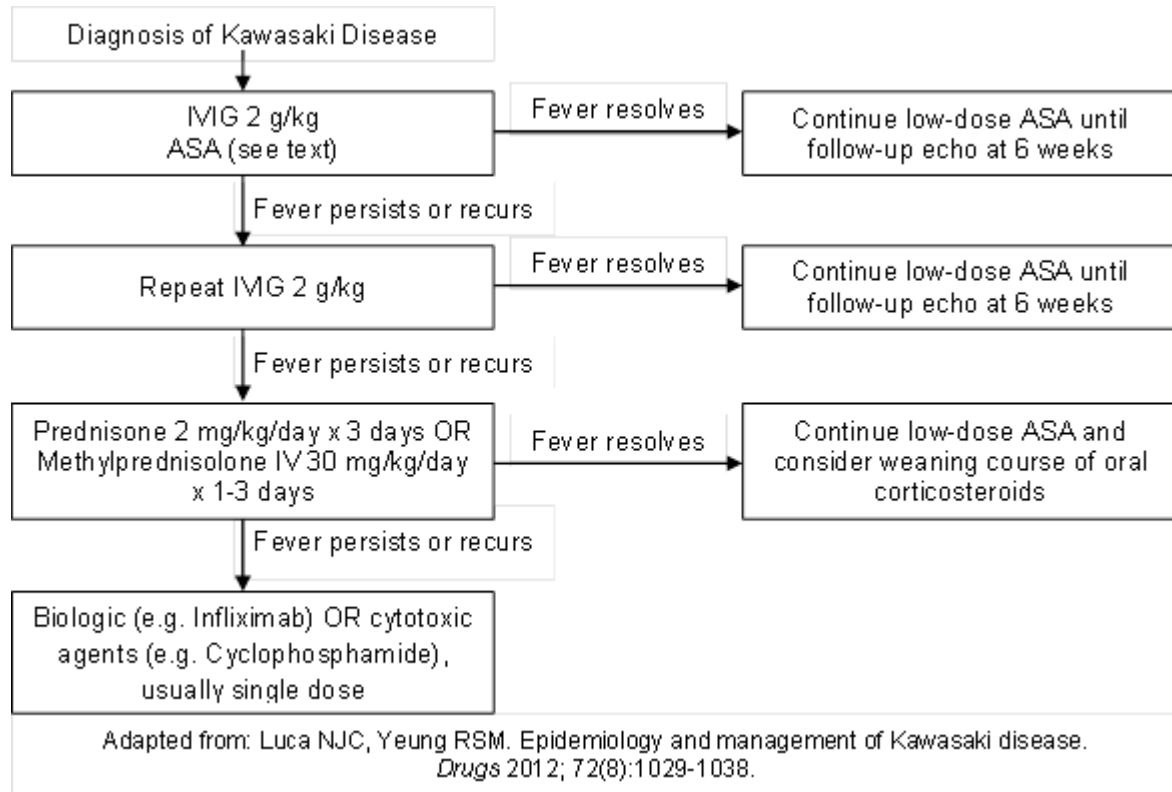 Diagnosis of Kawasaki Disease
IVIG 2 g/kg
ASA (see text)
Fever resolves
Continue low-dose ASA until
follow-up echo at 6 weeks
Fever persists or recurs
Repeat IVIG 2 g/kg
Fever resolves
Continue low-dose ASA until
follow-up echo at 6 weeks
Fever persists or recurs
Prednisone 2 mg/kg/day x 3 days OR
Methylprednisolone IV 30 mg/kg/day
x 1-3 days
Fever resolves
Continue low-dose ASA and
consider weaning course of oral
corticosteroids
Fever persists or recurs
Biologic (e.g. Infliximab) OR cytotoxic
agents (e.g. Cyclophosphamide),
usually single dose
Adapted from: Luca NJC, Yeung RSM. Epidemiology and management of Kawasaki disease.
Drugs 2012; 72(8):1029-1038.